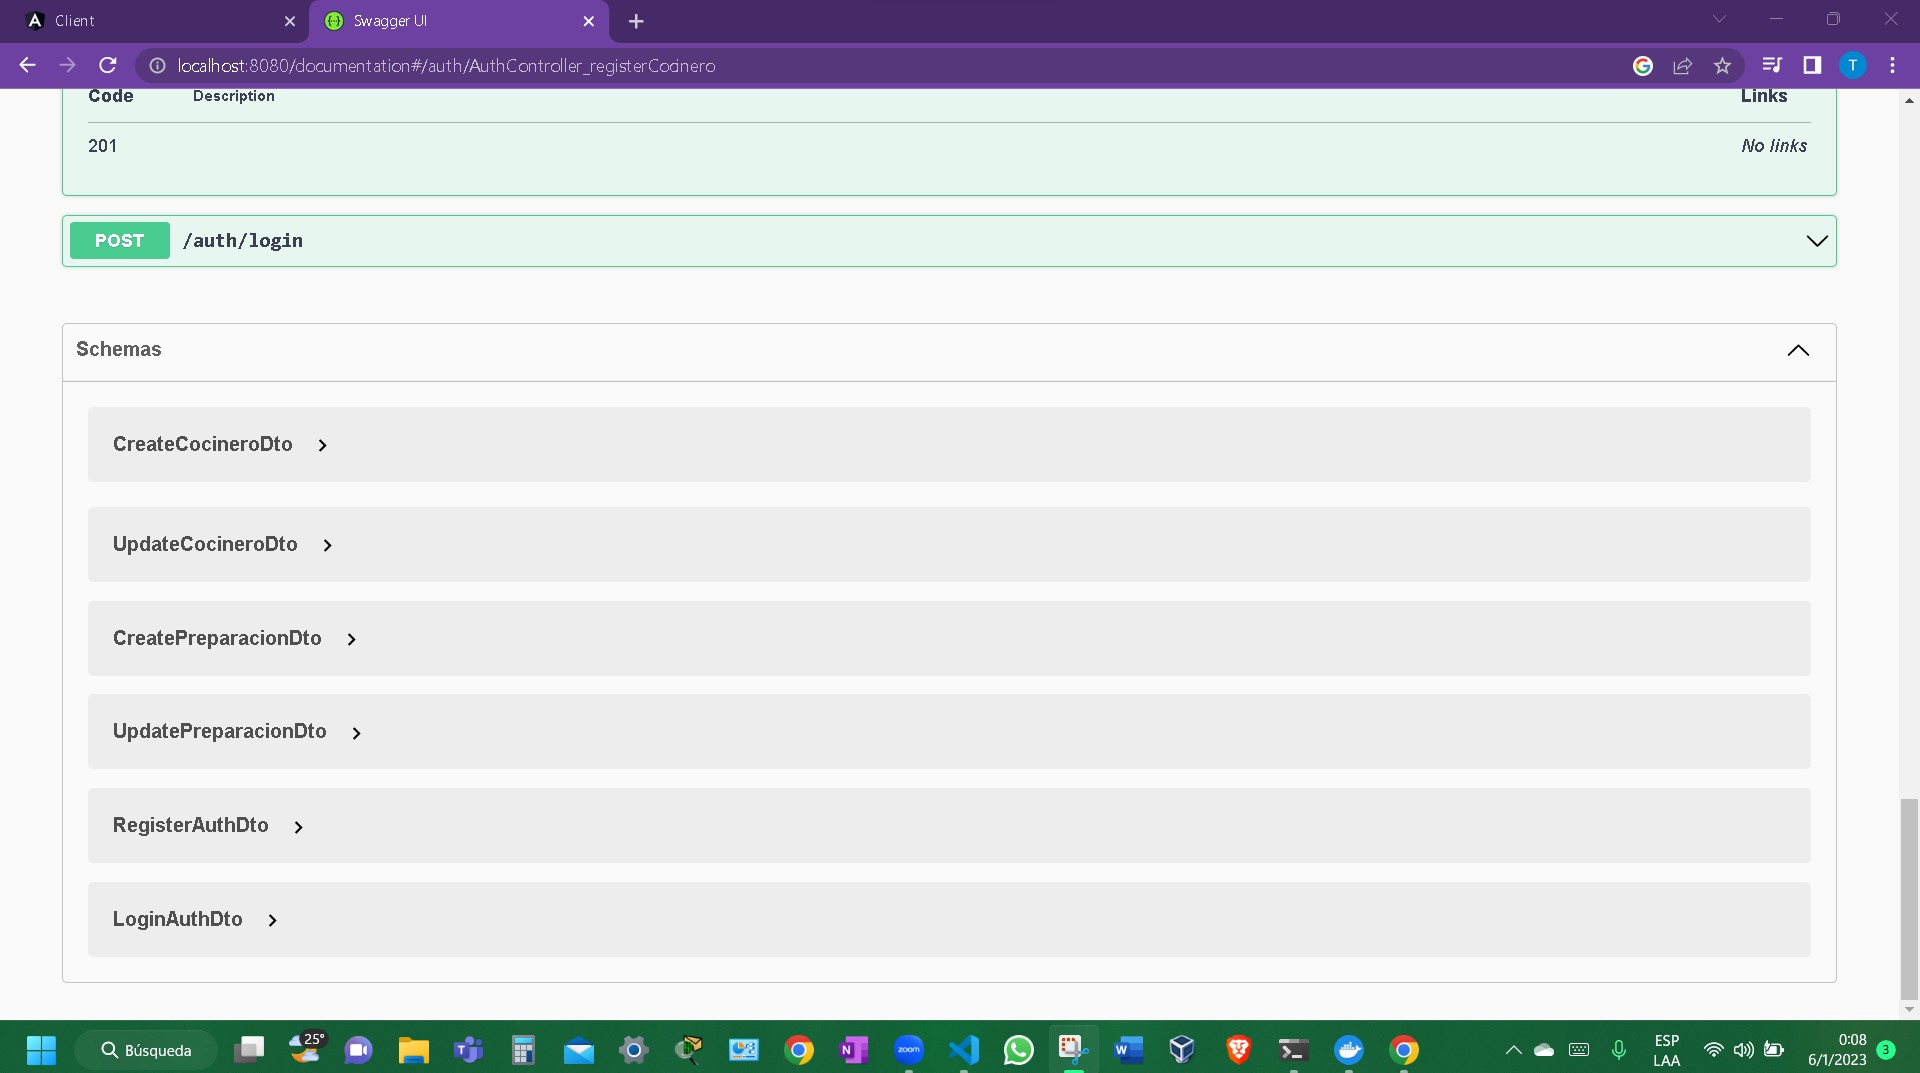 Client
Swagger UI
localhost:8080/documentation#/auth/AuthController_registerCocinero
T
Code Description Links
201 No links
POST /auth/login
Schemas
CreateCocineroDto
UpdateCocineroDto
CreatePreparacionDto
UpdatePreparacionDto
RegisterAuthDto
LoginAuthDto
Búsqueda
25°
zoom
ESP
LAA
0:08
6/1/2023
3